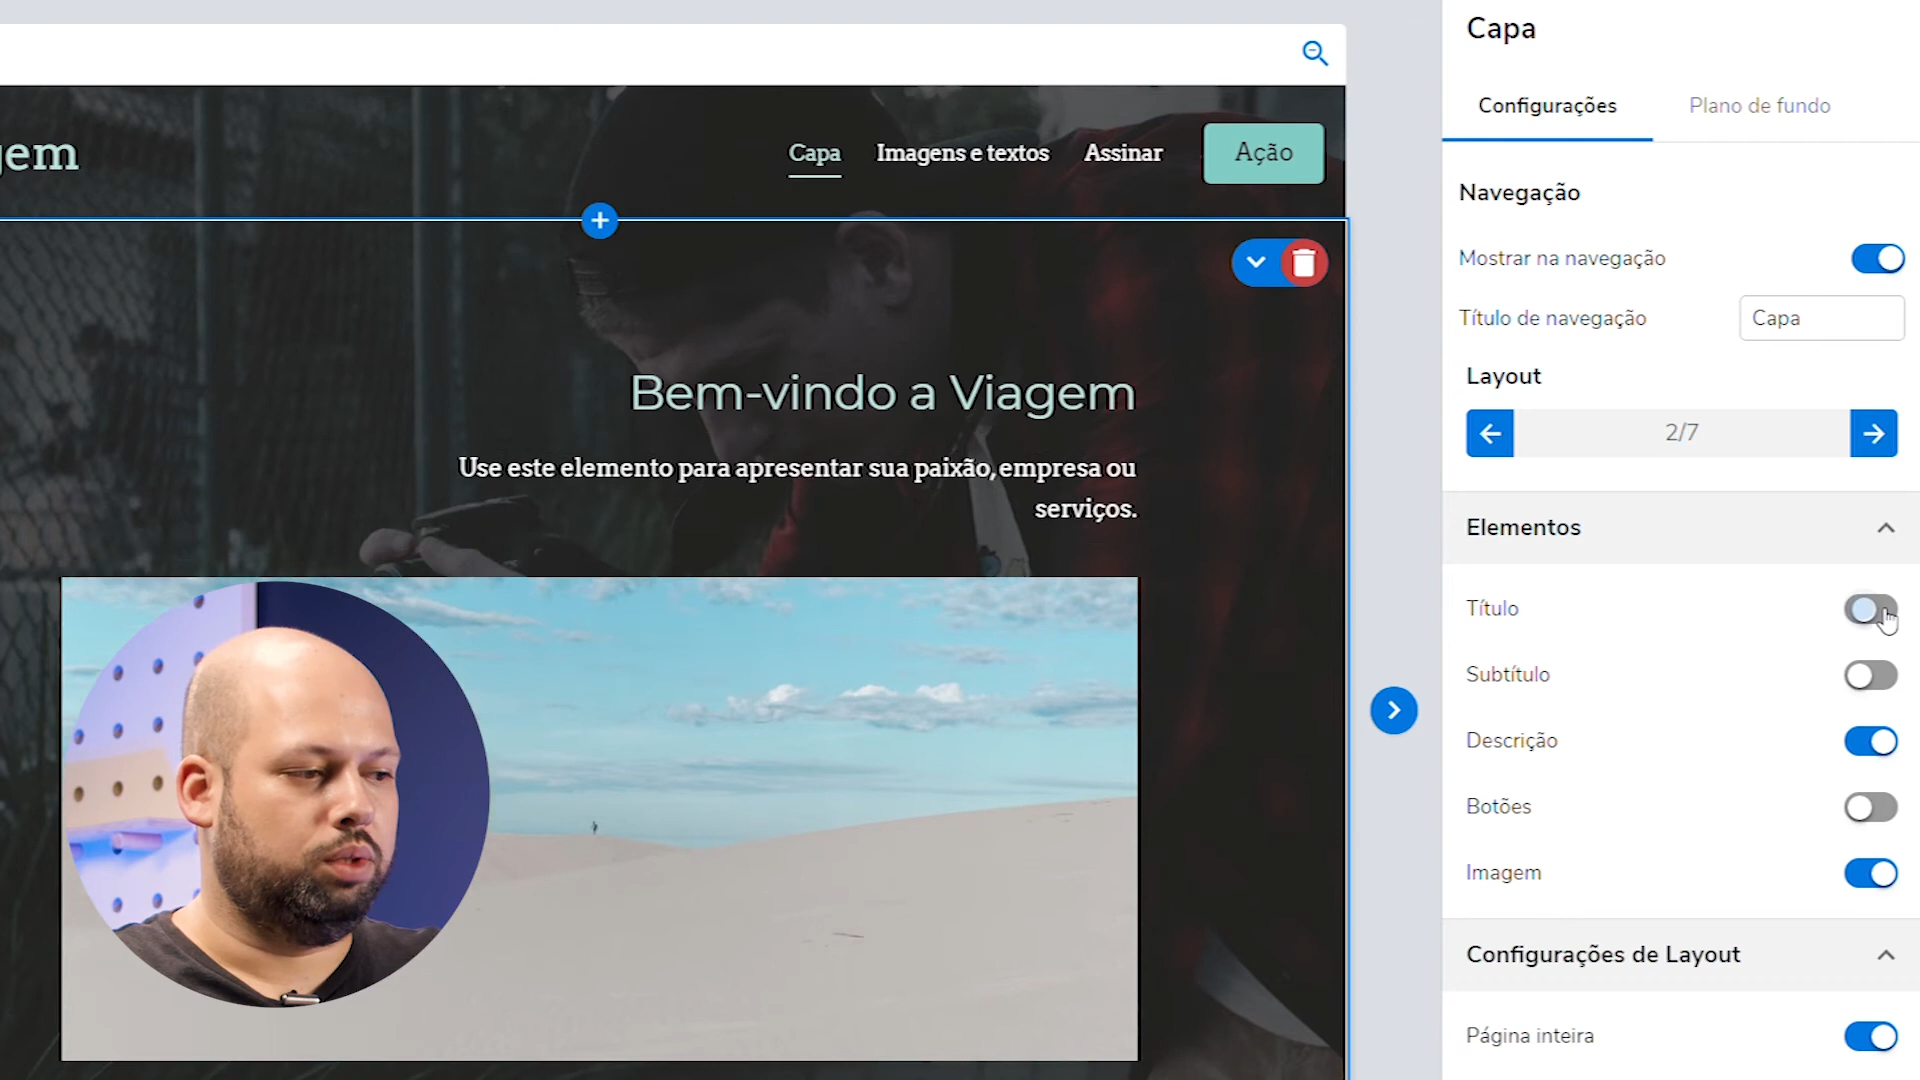 gem
Capa
Imagens e textos
Assinar
Ação
Bem-vindo a Viagem
Use este elemento para apresentar sua paixão, empresa ou
serviços.
Capa
Configurações
Plano de fundo
Navegação
Mostrar na navegação
Título de navegação
Capa
Layout
2/7
Elementos
Título
Subtítulo
Descrição
Botões
Imagem
Configurações de Layout
Página inteira